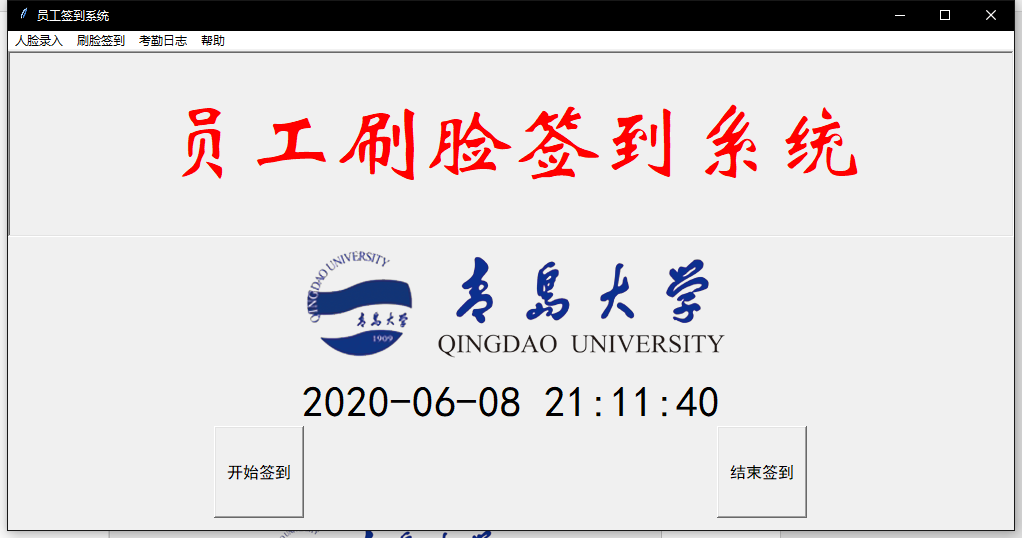 员工签到系统
人脸录入 刷脸签到 考勤日志 帮助
员工刷脸签到系统
QINGDAO UNIVERSITY
青岛大学
1909
青岛大学
QINGDAO UNIVERSITY
2020-06-08 21:11:40
开始签到 结束签到